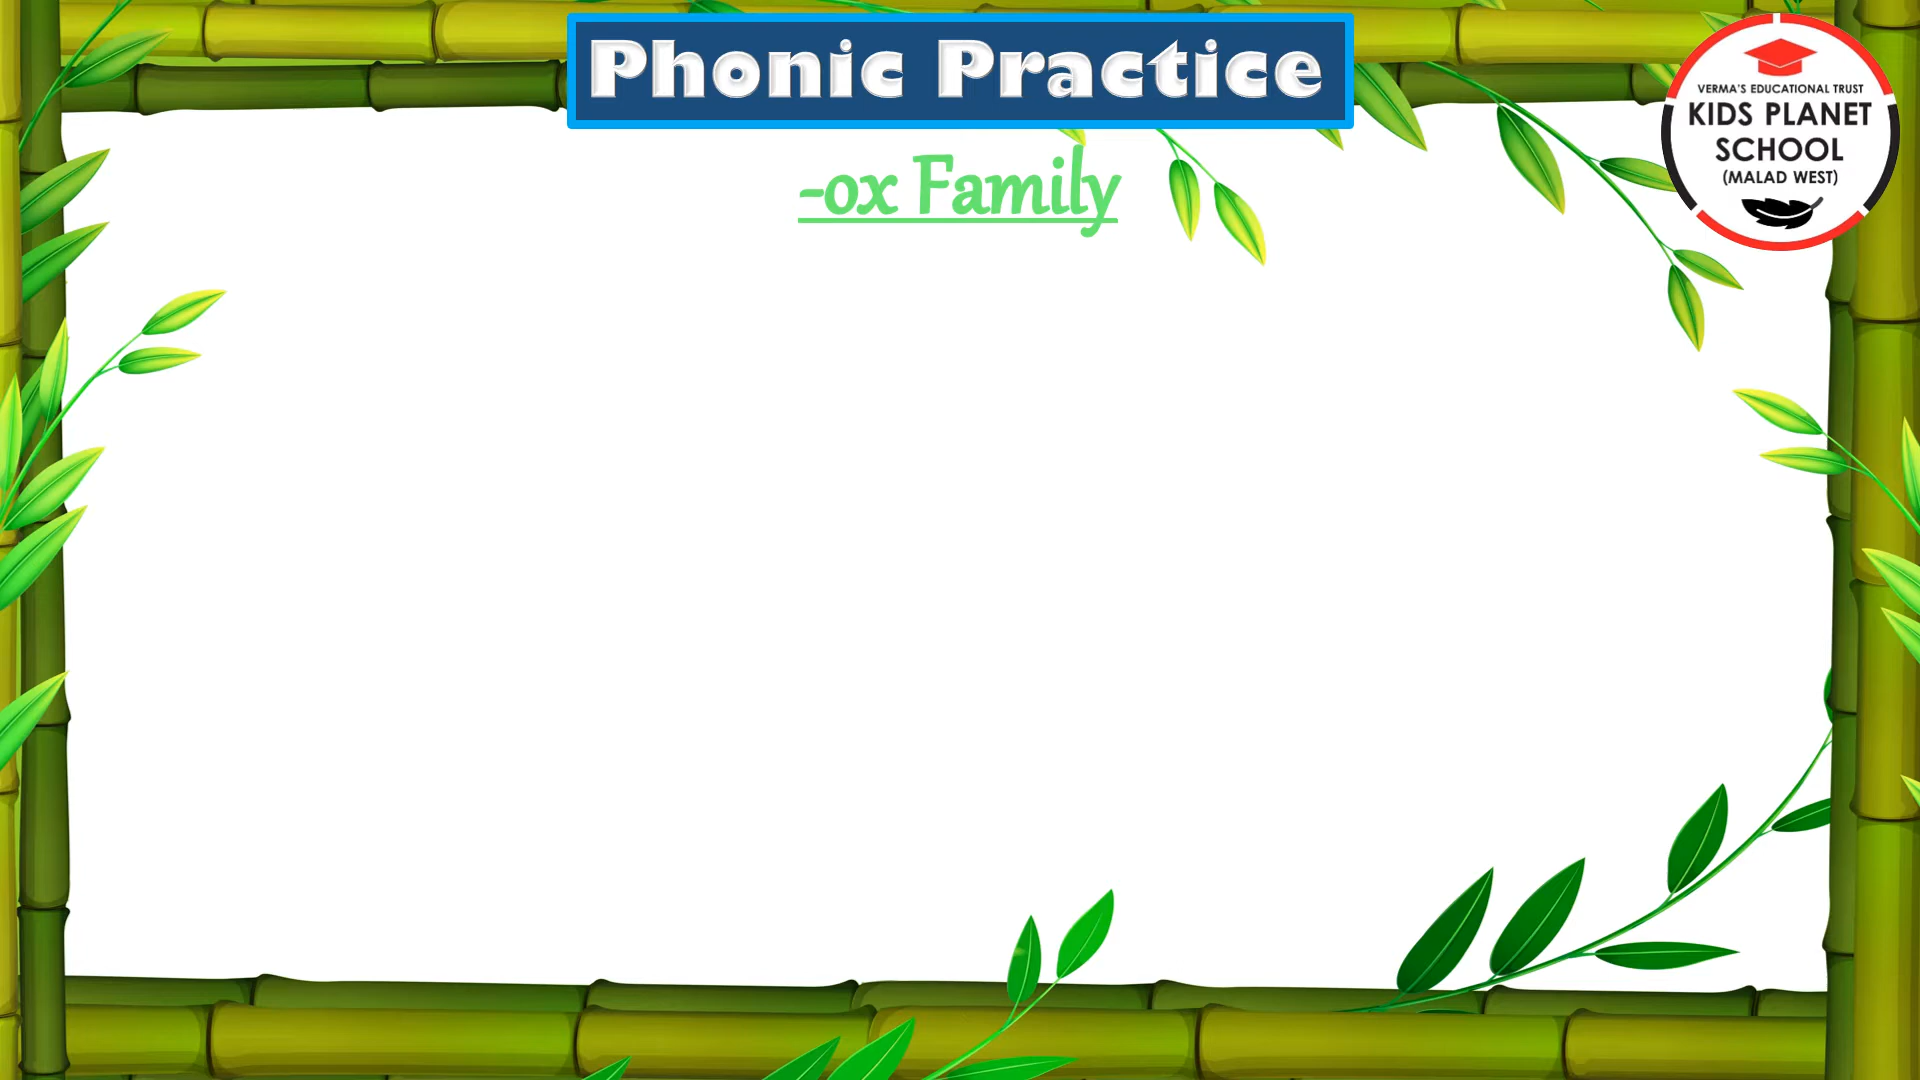 Phonic Practice
-ox Family
VERMA'S EDUCATIONAL TRUST
KIDS PLANET
SCHOOL
(MALAD WEST)